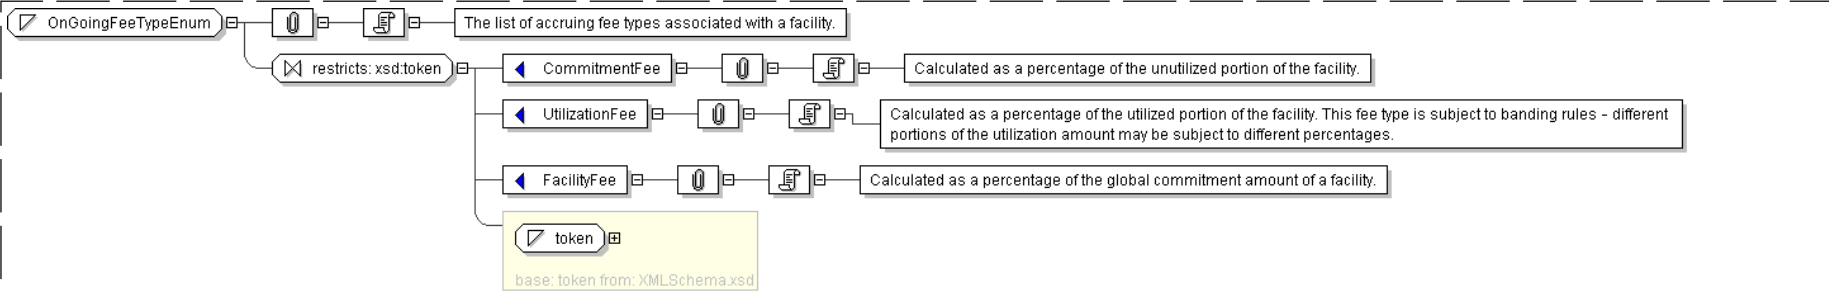 OnGoingFeeTypeEnum
The list of accruing fee types associated with a facility.
restricts: xsd:token
CommitmentFee
Calculated as a percentage of the unutilized portion of the facility.
UtilizationFee
Calculated as a percentage of the utilized portion of the facility. This fee type is subject to banding rules - different
portions of the utilization amount may be subject to different percentages.
FacilityFee
Calculated as a percentage of the global commitment amount of a facility.
token
base: token from: XMLSchema.xsd